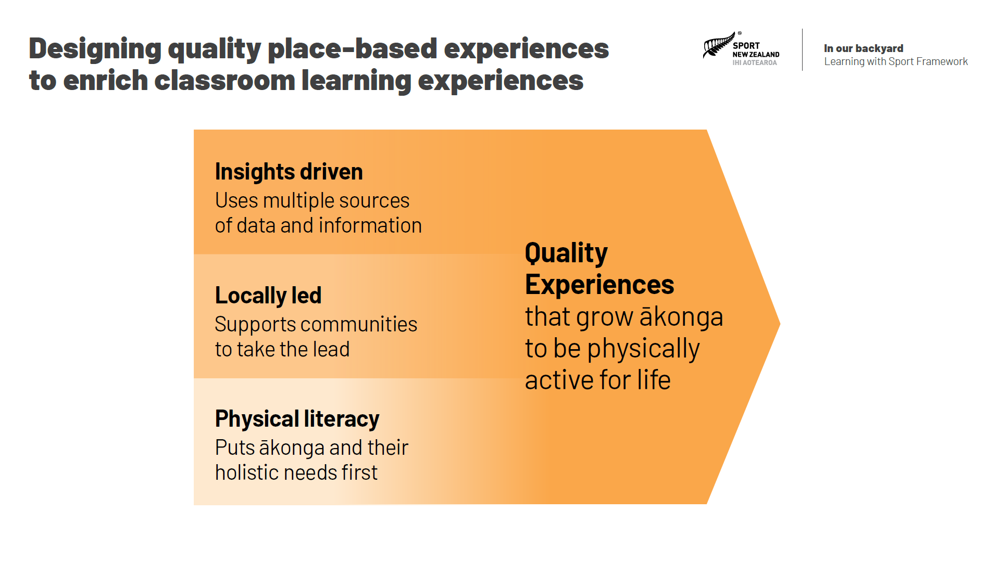 Designing quality place-based experiences
to enrich classroom learning experiences
SPORT
NEW ZEALAND
IHI AOTEAROA
In our backyard
Learning with Sport Framework
Insights driven
Uses multiple sources
of data and information
Locally led
Supports communities
to take the lead
Physical literacy
Puts ākonga and their
holistic needs first
Quality
Experiences
that grow ākonga
to be physically
active for life